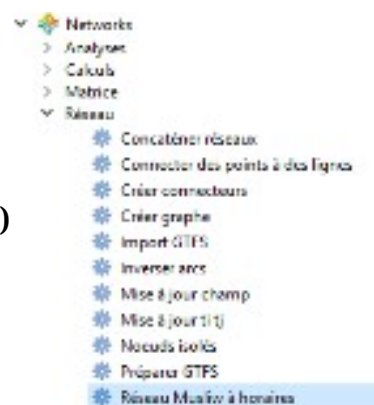 Networks
Analyses
Calculs
Matrice
Réseau
Concaténer réseaux
Connecter des points à des lignes
Créer connecteurs
Créer graphe
)
Import GTFS
Inverser arcs
Mise à jour champ
Mise à jour ti tj
Noeuds isolés
Préparer GTFS
Réseau Musliw à horaires